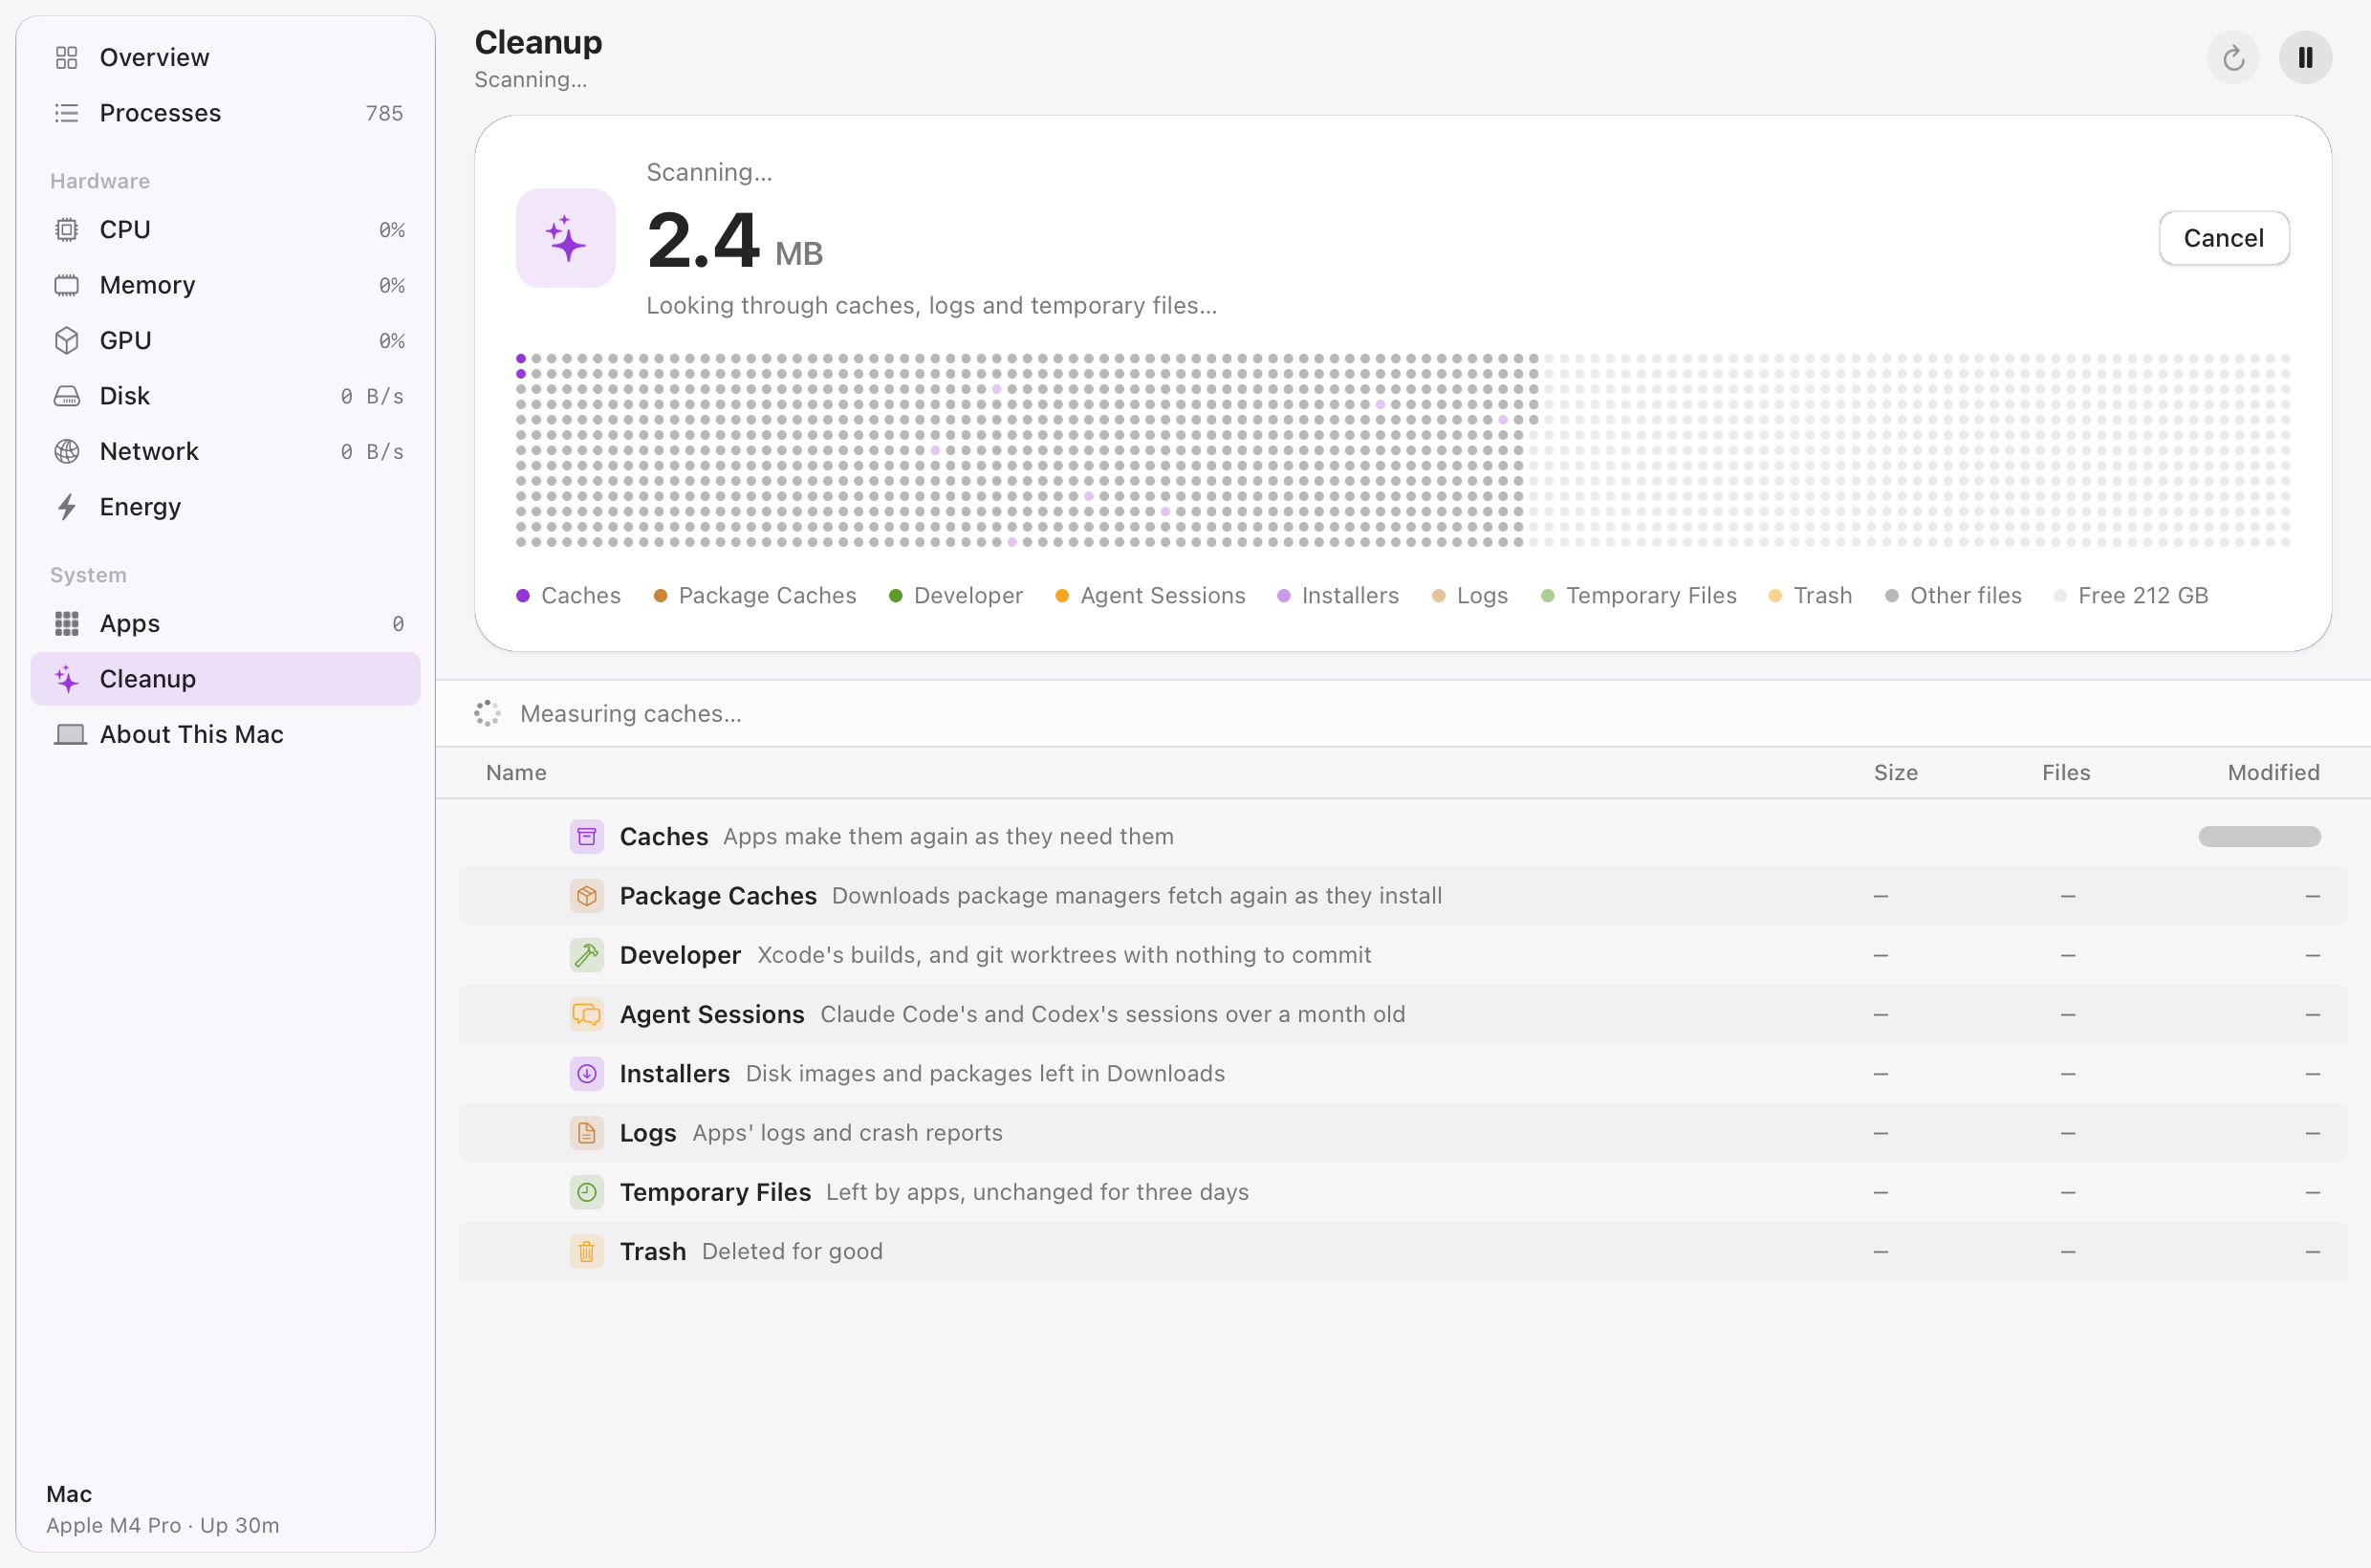 Overview
Processes 785
Hardware
CPU 0%
Memory 0%
GPU 0%
Disk 0 B/s
Network 0 B/s
Energy
System
Apps 0
Cleanup
About This Mac
Mac
Apple M4 Pro · Up 30m
Cleanup
Scanning...
Scanning...
2.4 MB
Looking through caches, logs and temporary files...
Cancel
Caches Package Caches Developer Agent Sessions Installers Logs Temporary Files Trash Other files Free 212 GB
Measuring caches...
Name Size Files Modified
Caches Apps make them again as they need them
Package Caches Downloads package managers fetch again as they install – – –
Developer Xcode's builds, and git worktrees with nothing to commit – – –
Agent Sessions Claude Code's and Codex's sessions over a month old – – –
Installers Disk images and packages left in Downloads – – –
Logs Apps' logs and crash reports – – –
Temporary Files Left by apps, unchanged for three days – – –
Trash Deleted for good – – –